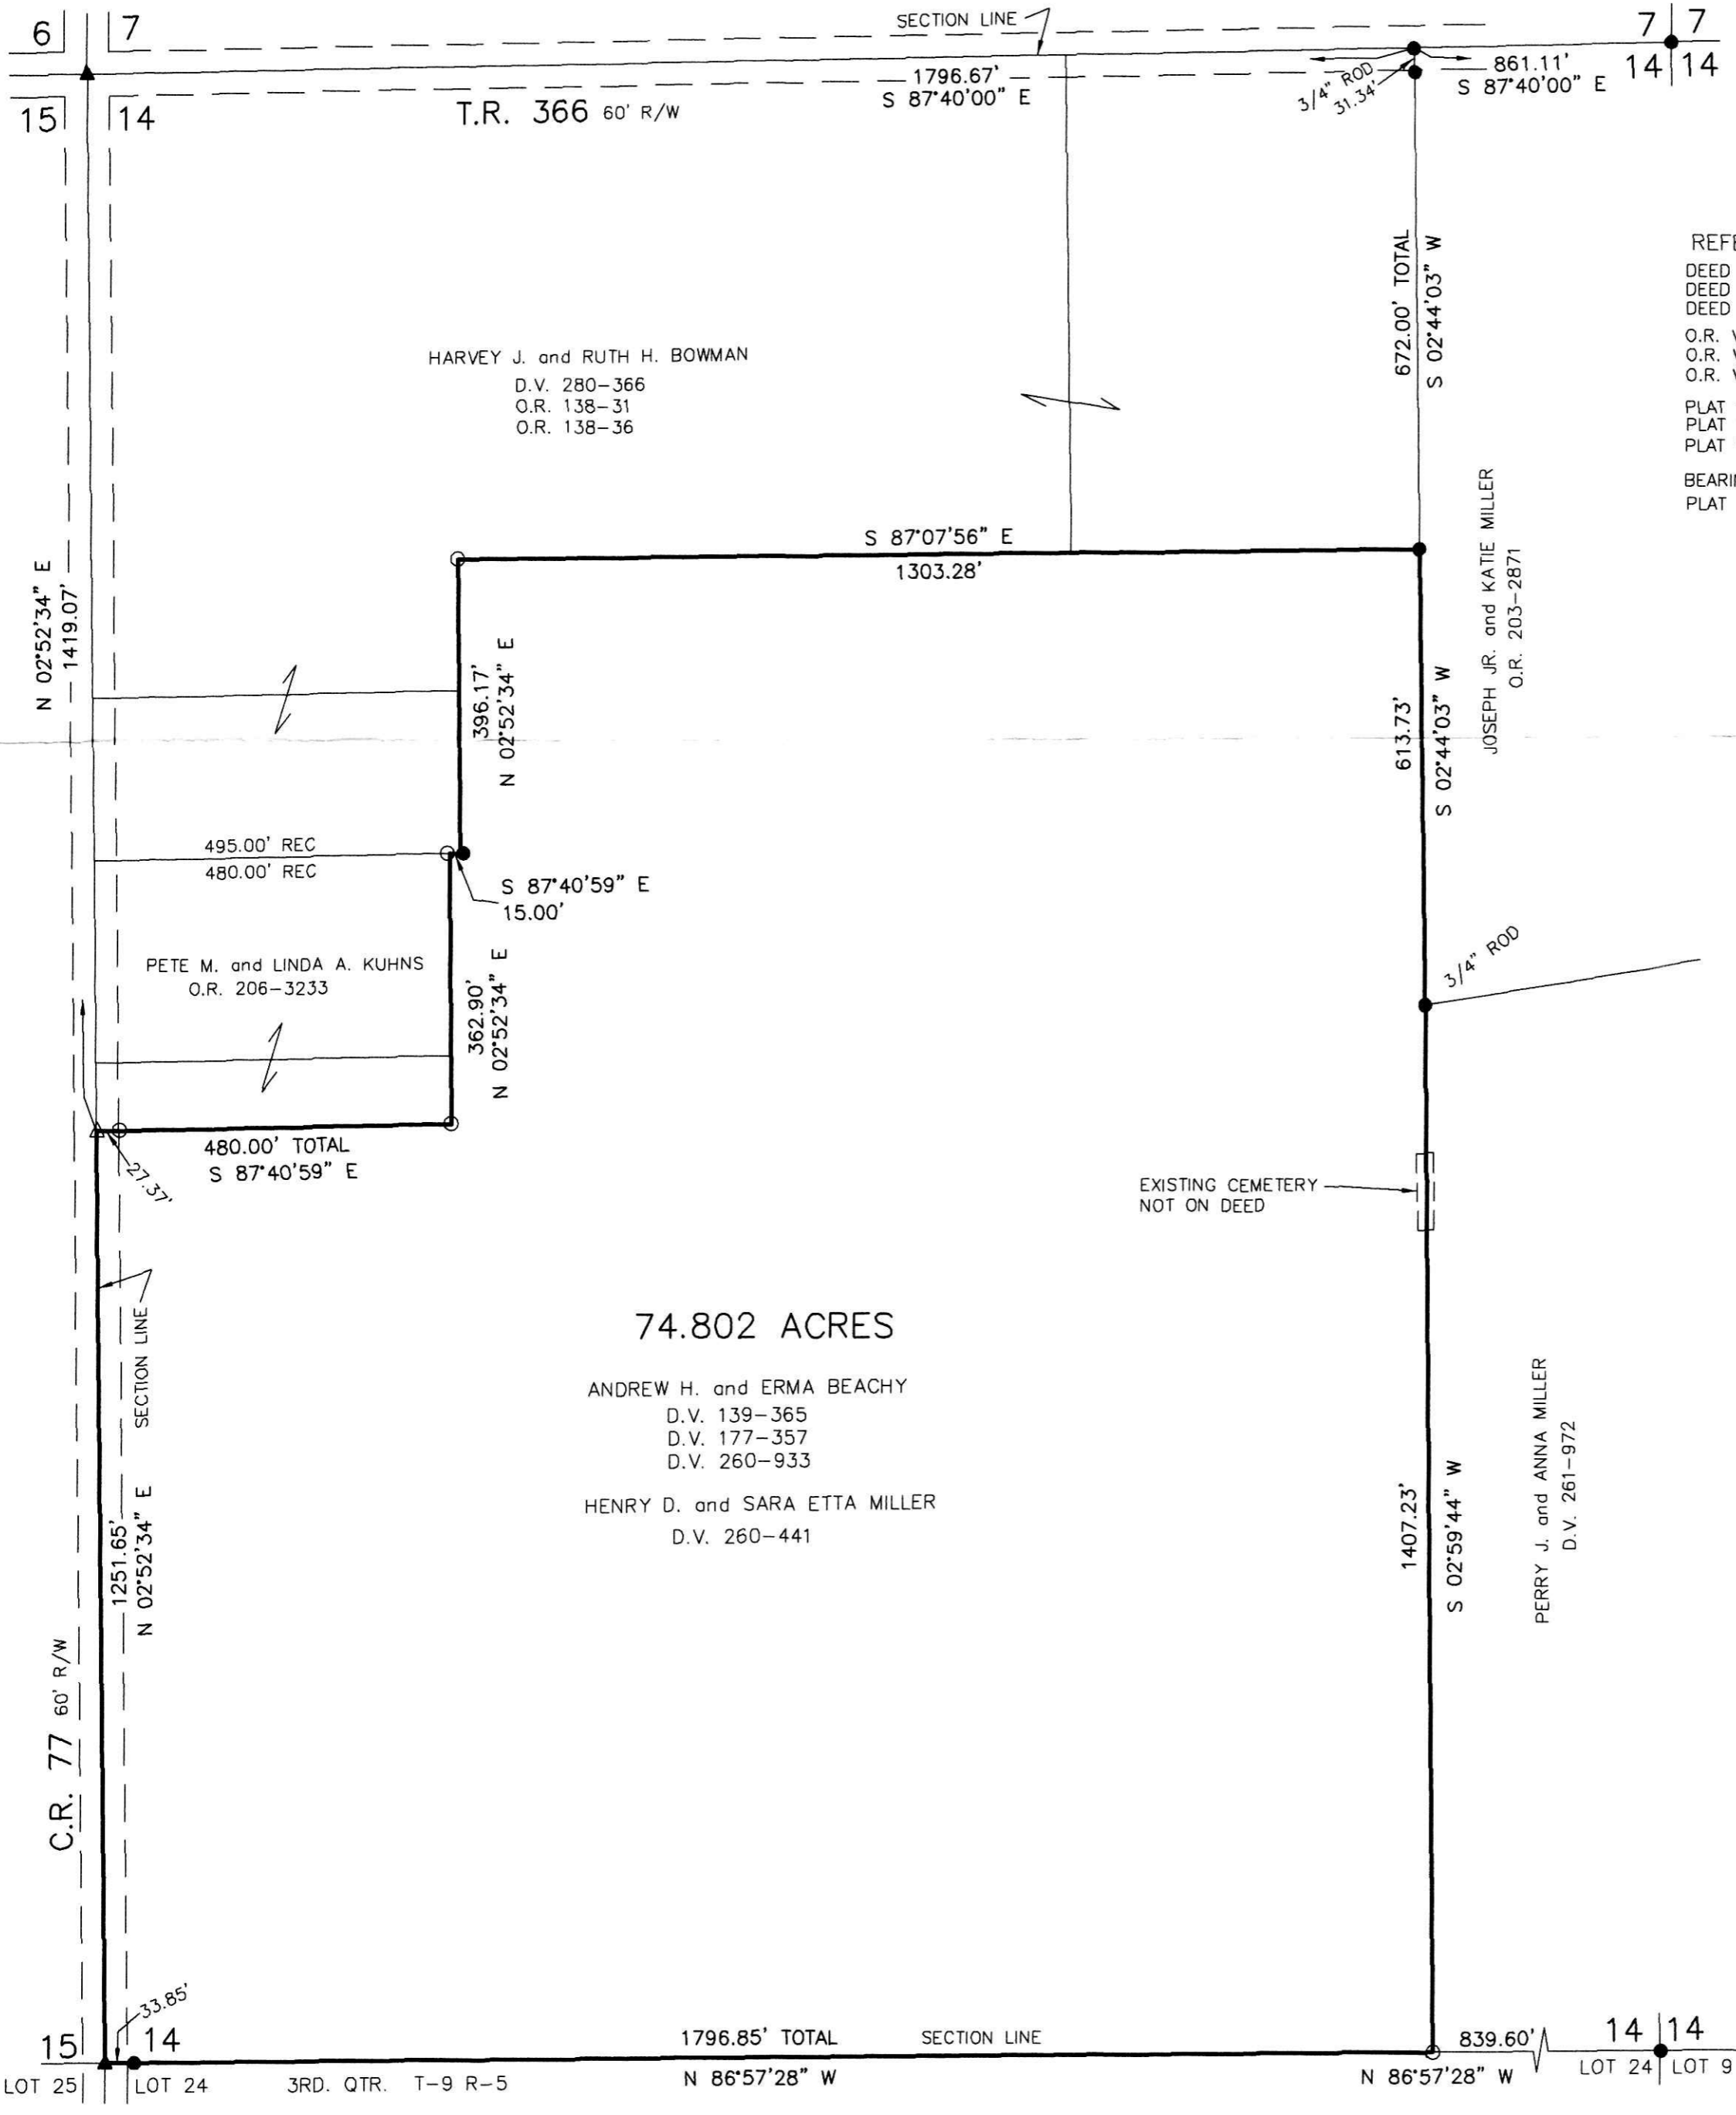 6 7
SECTION LINE
7 7
15 14
14 14
1796.67'
S 87°40'00" E
861.11'
S 87°40'00" E
3/4" ROD
31.34'
T.R. 366 60' R/W
672.00' TOTAL
S 02°44'03" W
REFE
DEED
DEED
DEED
O.R. V
O.R. V
O.R. V
PLAT
PLAT
PLAT
BEARI
PLAT
HARVEY J. and RUTH H. BOWMAN
D.V. 280-366
O.R. 138-31
O.R. 138-36
S 87°07'56" E
1303.28'
JOSEPH JR. and KATIE MILLER
O.R. 203-2871
N 02°52'34" E
1419.07'
396.17'
N 02°52'34" E
613.73'
S 02°44'03" W
495.00' REC
480.00' REC
S 87°40'59" E
15.00'
PETE M. and LINDA A. KUHNS
O.R. 206-3233
362.90'
N 02°52'34" E
3/4" ROD
480.00' TOTAL
S 87°40'59" E
27.37'
EXISTING CEMETERY
NOT ON DEED
SECTION LINE
74.802 ACRES
ANDREW H. and ERMA BEACHY
D.V. 139-365
D.V. 177-357
D.V. 260-933
HENRY D. and SARA ETTA MILLER
D.V. 260-441
1251.65'
N 02°52'34" E
1407.23'
S 02°59'44" W
PERRY J. and ANNA MILLER
D.V. 261-972
C.R. 77 60' R/W
33.85'
15 14
1796.85' TOTAL
SECTION LINE
839.60'
14 14
LOT 25
LOT 24
3RD. QTR. T-9 R-5
N 86°57'28" W
N 86°57'28" W
LOT 24
LOT 9